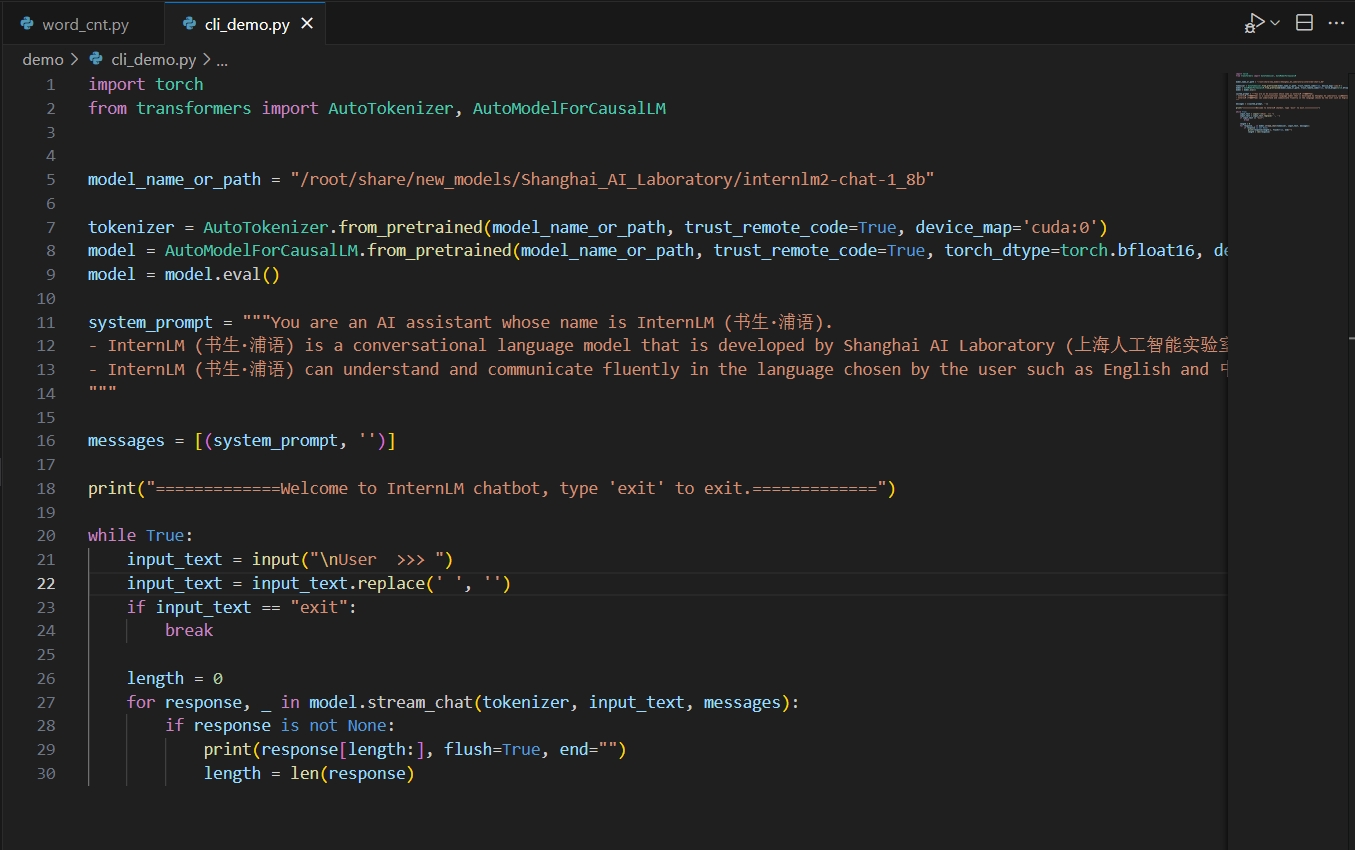 word_cnt.py
cli_demo.py
demo > cli_demo.py > ...
1 import torch
2 from transformers import AutoTokenizer, AutoModelForCausalLM
3
4
5 model_name_or_path = "/root/share/new_models/Shanghai_AI_Laboratory/internlm2-chat-1_8b"
6
7 tokenizer = AutoTokenizer.from_pretrained(model_name_or_path, trust_remote_code=True, device_map='cuda:0')
8 model = AutoModelForCausalLM.from_pretrained(model_name_or_path, trust_remote_code=True, torch_dtype=torch.bfloat16, de
9 model = model.eval()
10
11 system_prompt = """You are an AI assistant whose name is InternLM (书生·浦语).
12 - InternLM (书生·浦语) is a conversational language model that is developed by Shanghai AI Laboratory (上海人工智能实验室
13 - InternLM (书生·浦语) can understand and communicate fluently in the language chosen by the user such as English and
14 """
15
16 messages = [(system_prompt, '')]
17
18 print("=============Welcome to InternLM chatbot, type 'exit' to exit.=============")
19
20 while True:
21     input_text = input("\nUser  >>> ")
22     input_text = input_text.replace(' ', '')
23     if input_text == "exit":
24         break
25
26     length = 0
27     for response, _ in model.stream_chat(tokenizer, input_text, messages):
28         if response is not None:
29             print(response[length:], flush=True, end="")
30             length = len(response)